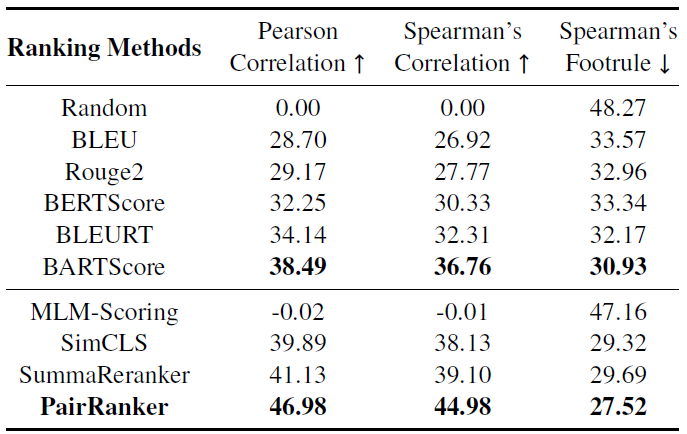 Ranking Methods Pearson Correlation ↑ Spearman's Correlation ↑ Spearman's Footrule ↓
Random 0.00 0.00 48.27
BLEU 28.70 26.92 33.57
Rouge2 29.17 27.77 32.96
BERTScore 32.25 30.33 33.34
BLEURT 34.14 32.31 32.17
BARTScore 38.49 36.76 30.93
MLM-Scoring -0.02 -0.01 47.16
SimCLS 39.89 38.13 29.32
SummaReranker 41.13 39.10 29.69
PairRanker 46.98 44.98 27.52